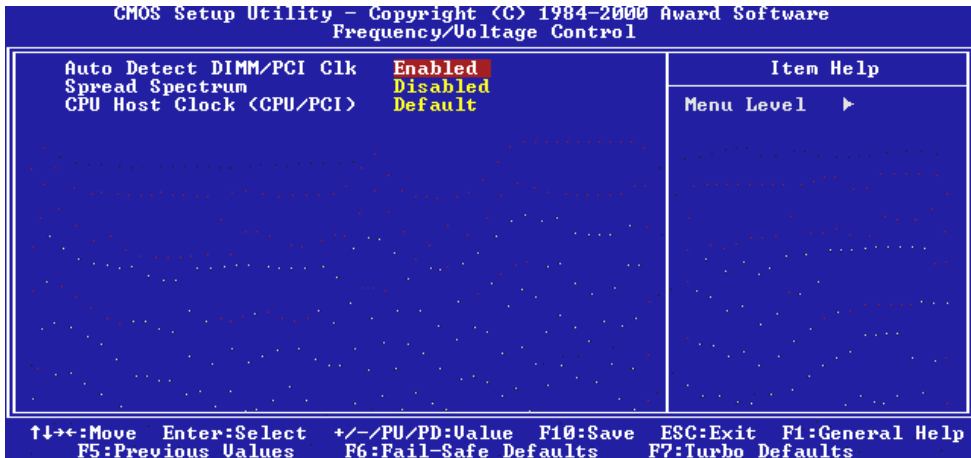 CMOS Setup Utility - Copyright (C) 1984-2000 Award Software
Frequency/Voltage Control
Auto Detect DIMM/PCI Clk Enabled
Spread Spectrum Disabled
CPU Host Clock (CPU/PCI) Default
Item Help
Menu Level ▶
↑↓→←:Move Enter:Select +/-/PU/PD:Value F10:Save ESC:Exit F1:General Help
F5:Previous Values F6:Fail-Safe Defaults F7:Turbo Defaults